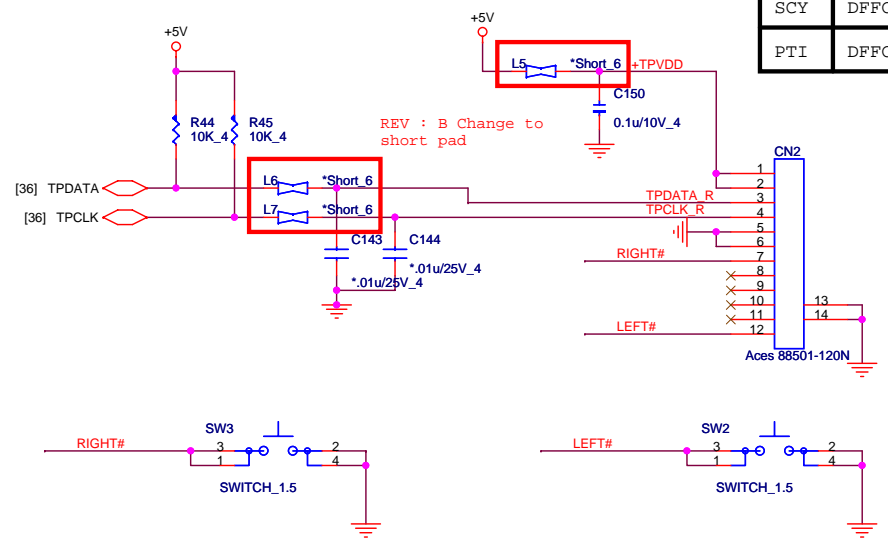 SCY DFFC
PTI DFFC
+5V
+5V
L5 *Short_6 +TPVDD
C150
0.1u/10V_4
R44
10K_4
R45
10K_4
REV : B Change to
short pad
CN2
[36] TPDATA
L6 *Short_6
[36] TPCLK
L7 *Short_6
C143
*.01u/25V_4
C144
*.01u/25V_4
TPDATA_R
TPCLK_R
RIGHT#
LEFT#
1
2
3
4
5
6
7
8
9
10
11
12
13
14
Aces 88501-120N
RIGHT#
SW3
3
1
2
4
SWITCH_1.5
LEFT#
SW2
3
1
2
4
SWITCH_1.5